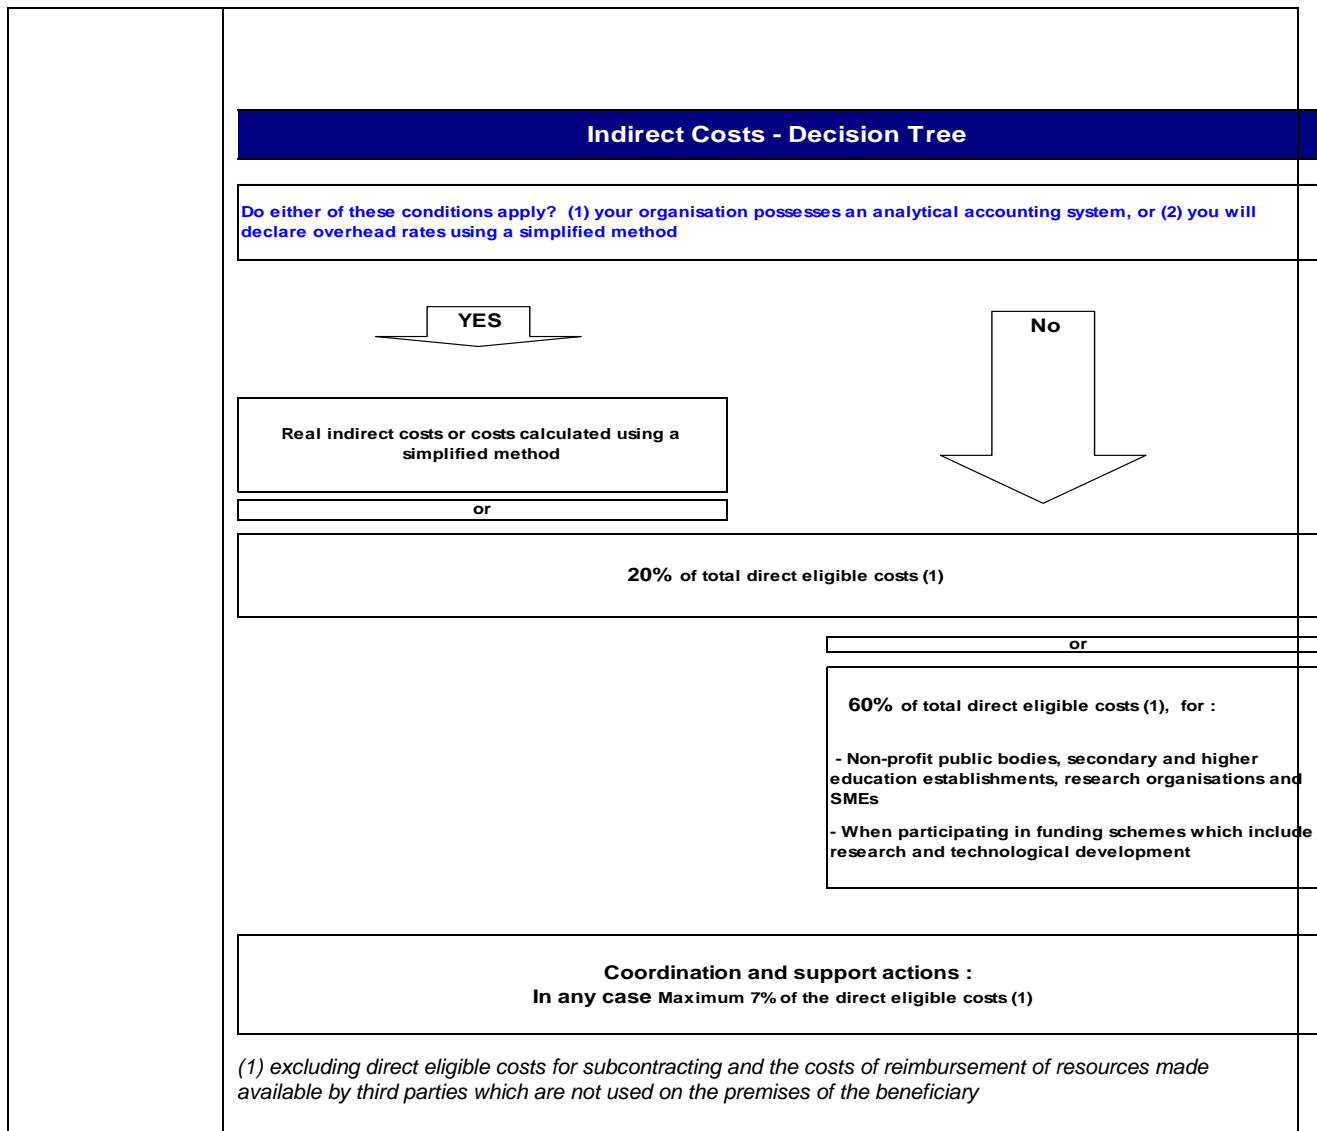 Indirect Costs - Decision Tree
Do either of these conditions apply? (1) your organisation possesses an analytical accounting system, or (2) you will
declare overhead rates using a simplified method
YES
No
Real indirect costs or costs calculated using a
simplified method
or
20% of total direct eligible costs (1)
or
60% of total direct eligible costs (1), for :
- Non-profit public bodies, secondary and higher
education establishments, research organisations and
SMEs
- When participating in funding schemes which include
research and technological development
Coordination and support actions :
In any case Maximum 7% of the direct eligible costs (1)
(1) excluding direct eligible costs for subcontracting and the costs of reimbursement of resources made
available by third parties which are not used on the premises of the beneficiary